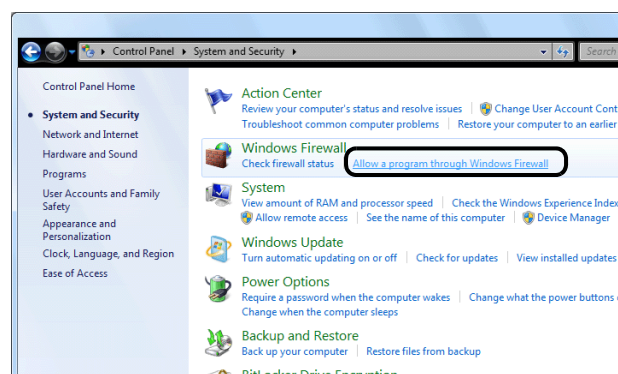 Control Panel ▸ System and Security ▸
Search
Control Panel Home
System and Security
Network and Internet
Hardware and Sound
Programs
User Accounts and Family
Safety
Appearance and
Personalization
Clock, Language, and Region
Ease of Access
Action Center
Review your computer's status and resolve issues
Change User Account Cont
Troubleshoot common computer problems
Restore your computer to an earlier
Windows Firewall
Check firewall status
Allow a program through Windows Firewall
System
View amount of RAM and processor speed
Check the Windows Experience Index
Allow remote access
See the name of this computer
Device Manager
Windows Update
Turn automatic updating on or off
Check for updates
View installed updates
Power Options
Require a password when the computer wakes
Change what the power buttons
Change when the computer sleeps
Backup and Restore
Back up your computer
Restore files from backup
BitLocker Drive Encryption